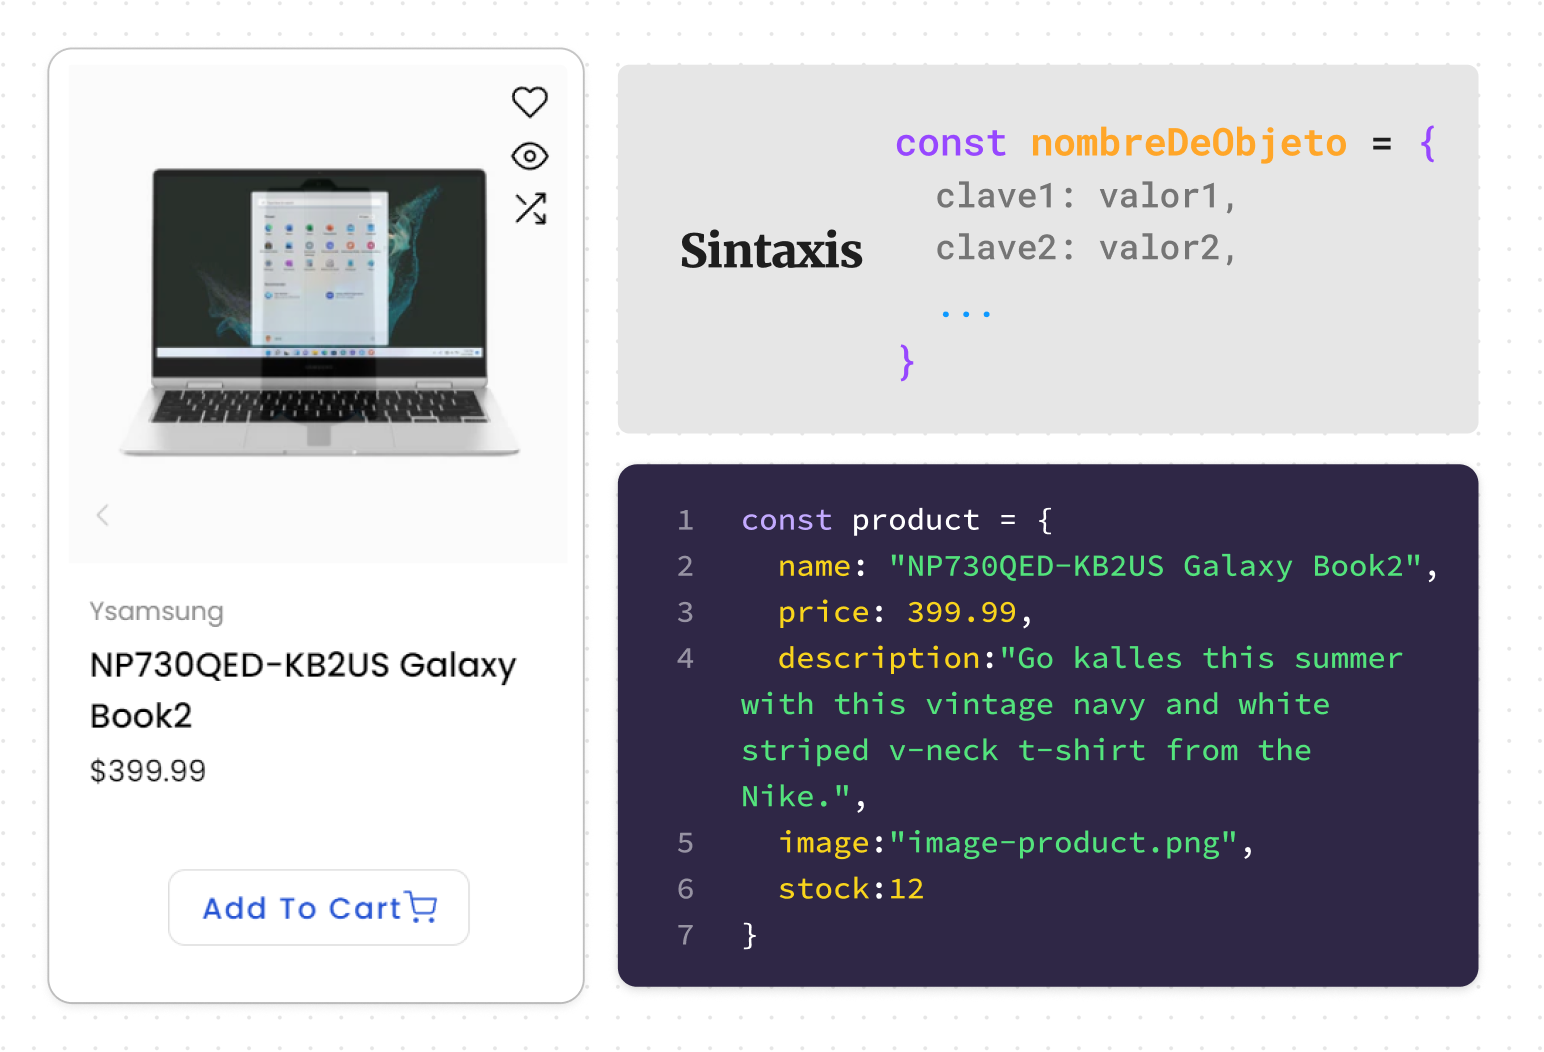 Ysamsung
NP730QED-KB2US Galaxy
Book2
$399.99
Add To Cart
Sintaxis
const nombreDeObjeto = {
clave1: valor1,
clave2: valor2,
...
}
1 const product = {
2 name: "NP730QED-KB2US Galaxy Book2",
3 price: 399.99,
4 description:"Go kalles this summer
with this vintage navy and white
striped v-neck t-shirt from the
Nike.",
5 image:"image-product.png",
6 stock:12
7 }